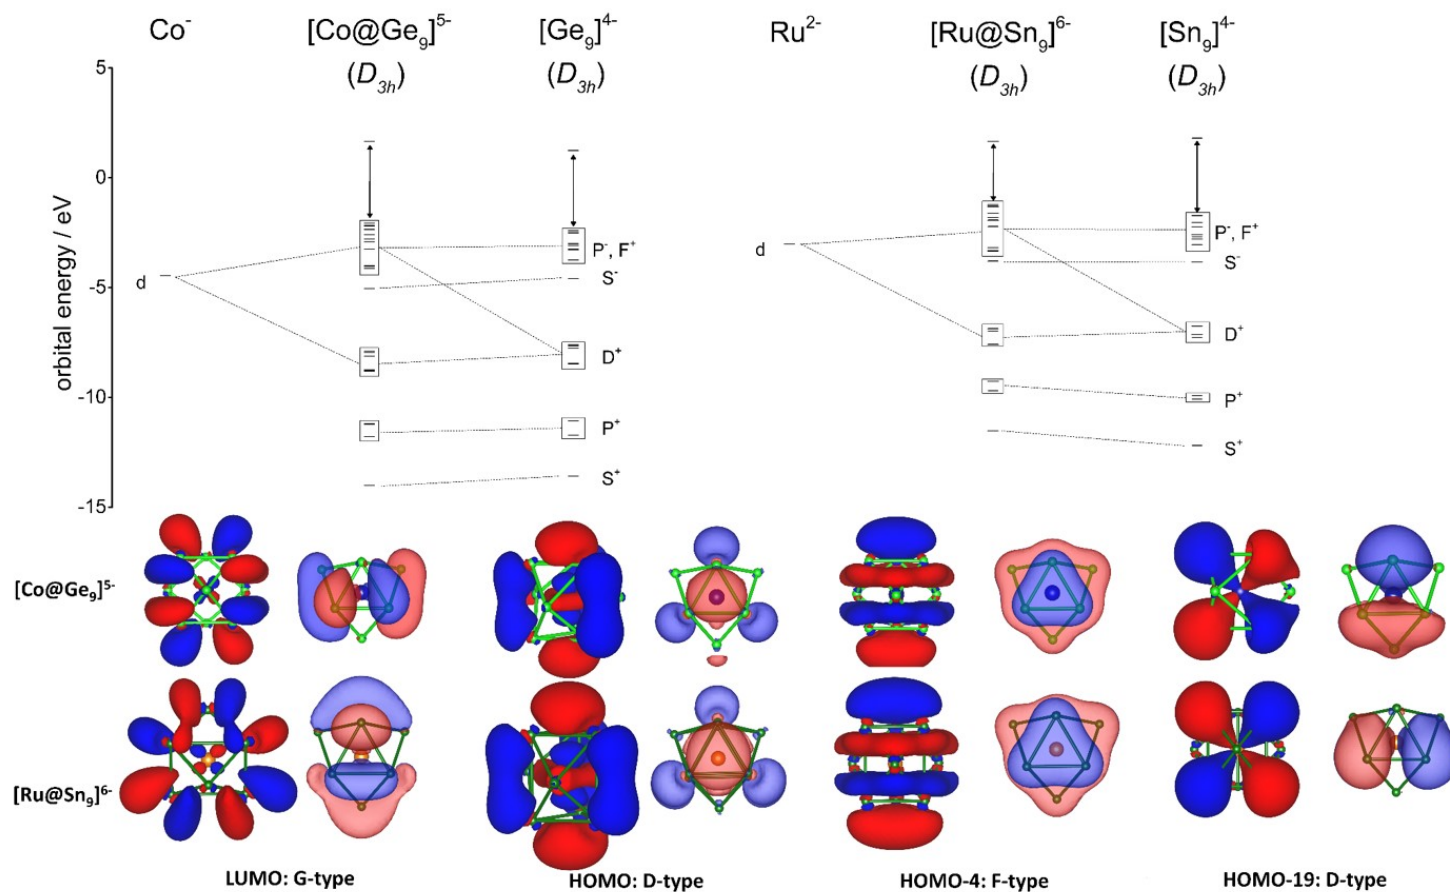 Co⁻ [Co@Ge₉]⁵⁻ [Ge₉]⁴⁻ Ru²⁻ [Ru@Sn₉]⁶⁻ [Sn₉]⁴⁻
(D₃ₕ) (D₃ₕ) (D₃ₕ) (D₃ₕ)
5
0
-5
-10
-15
orbital energy / eV
d
P⁻, F⁺
S⁻
D⁺
P⁺
S⁺
d
P⁻, F⁺
S⁻
D⁺
P⁺
S⁺
[Co@Ge₉]⁵⁻
[Ru@Sn₉]⁶⁻
LUMO: G-type HOMO: D-type HOMO-4: F-type HOMO-19: D-type